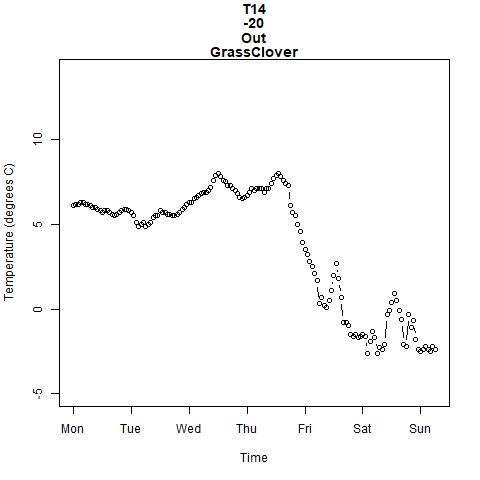 T14
-20
Out
GrassClover
Temperature (degrees C)
10
5
0
-5
Mon Tue Wed Thu Fri Sat Sun
Time